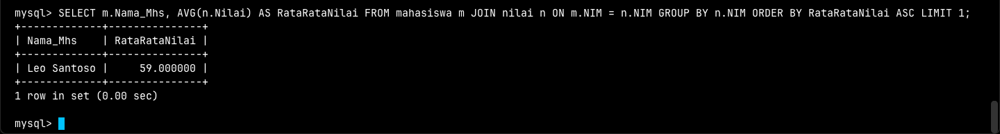 mysql> SELECT m.Nama_Mhs, AVG(n.Nilai) AS RataRataNilai FROM mahasiswa m JOIN nilai n ON m.NIM = n.NIM GROUP BY n.NIM ORDER BY RataRataNilai ASC LIMIT 1;
+-------------+---------------+
| Nama_Mhs    | RataRataNilai |
+-------------+---------------+
| Leo Santoso |     59.000000 |
+-------------+---------------+
1 row in set (0.00 sec)
mysql>